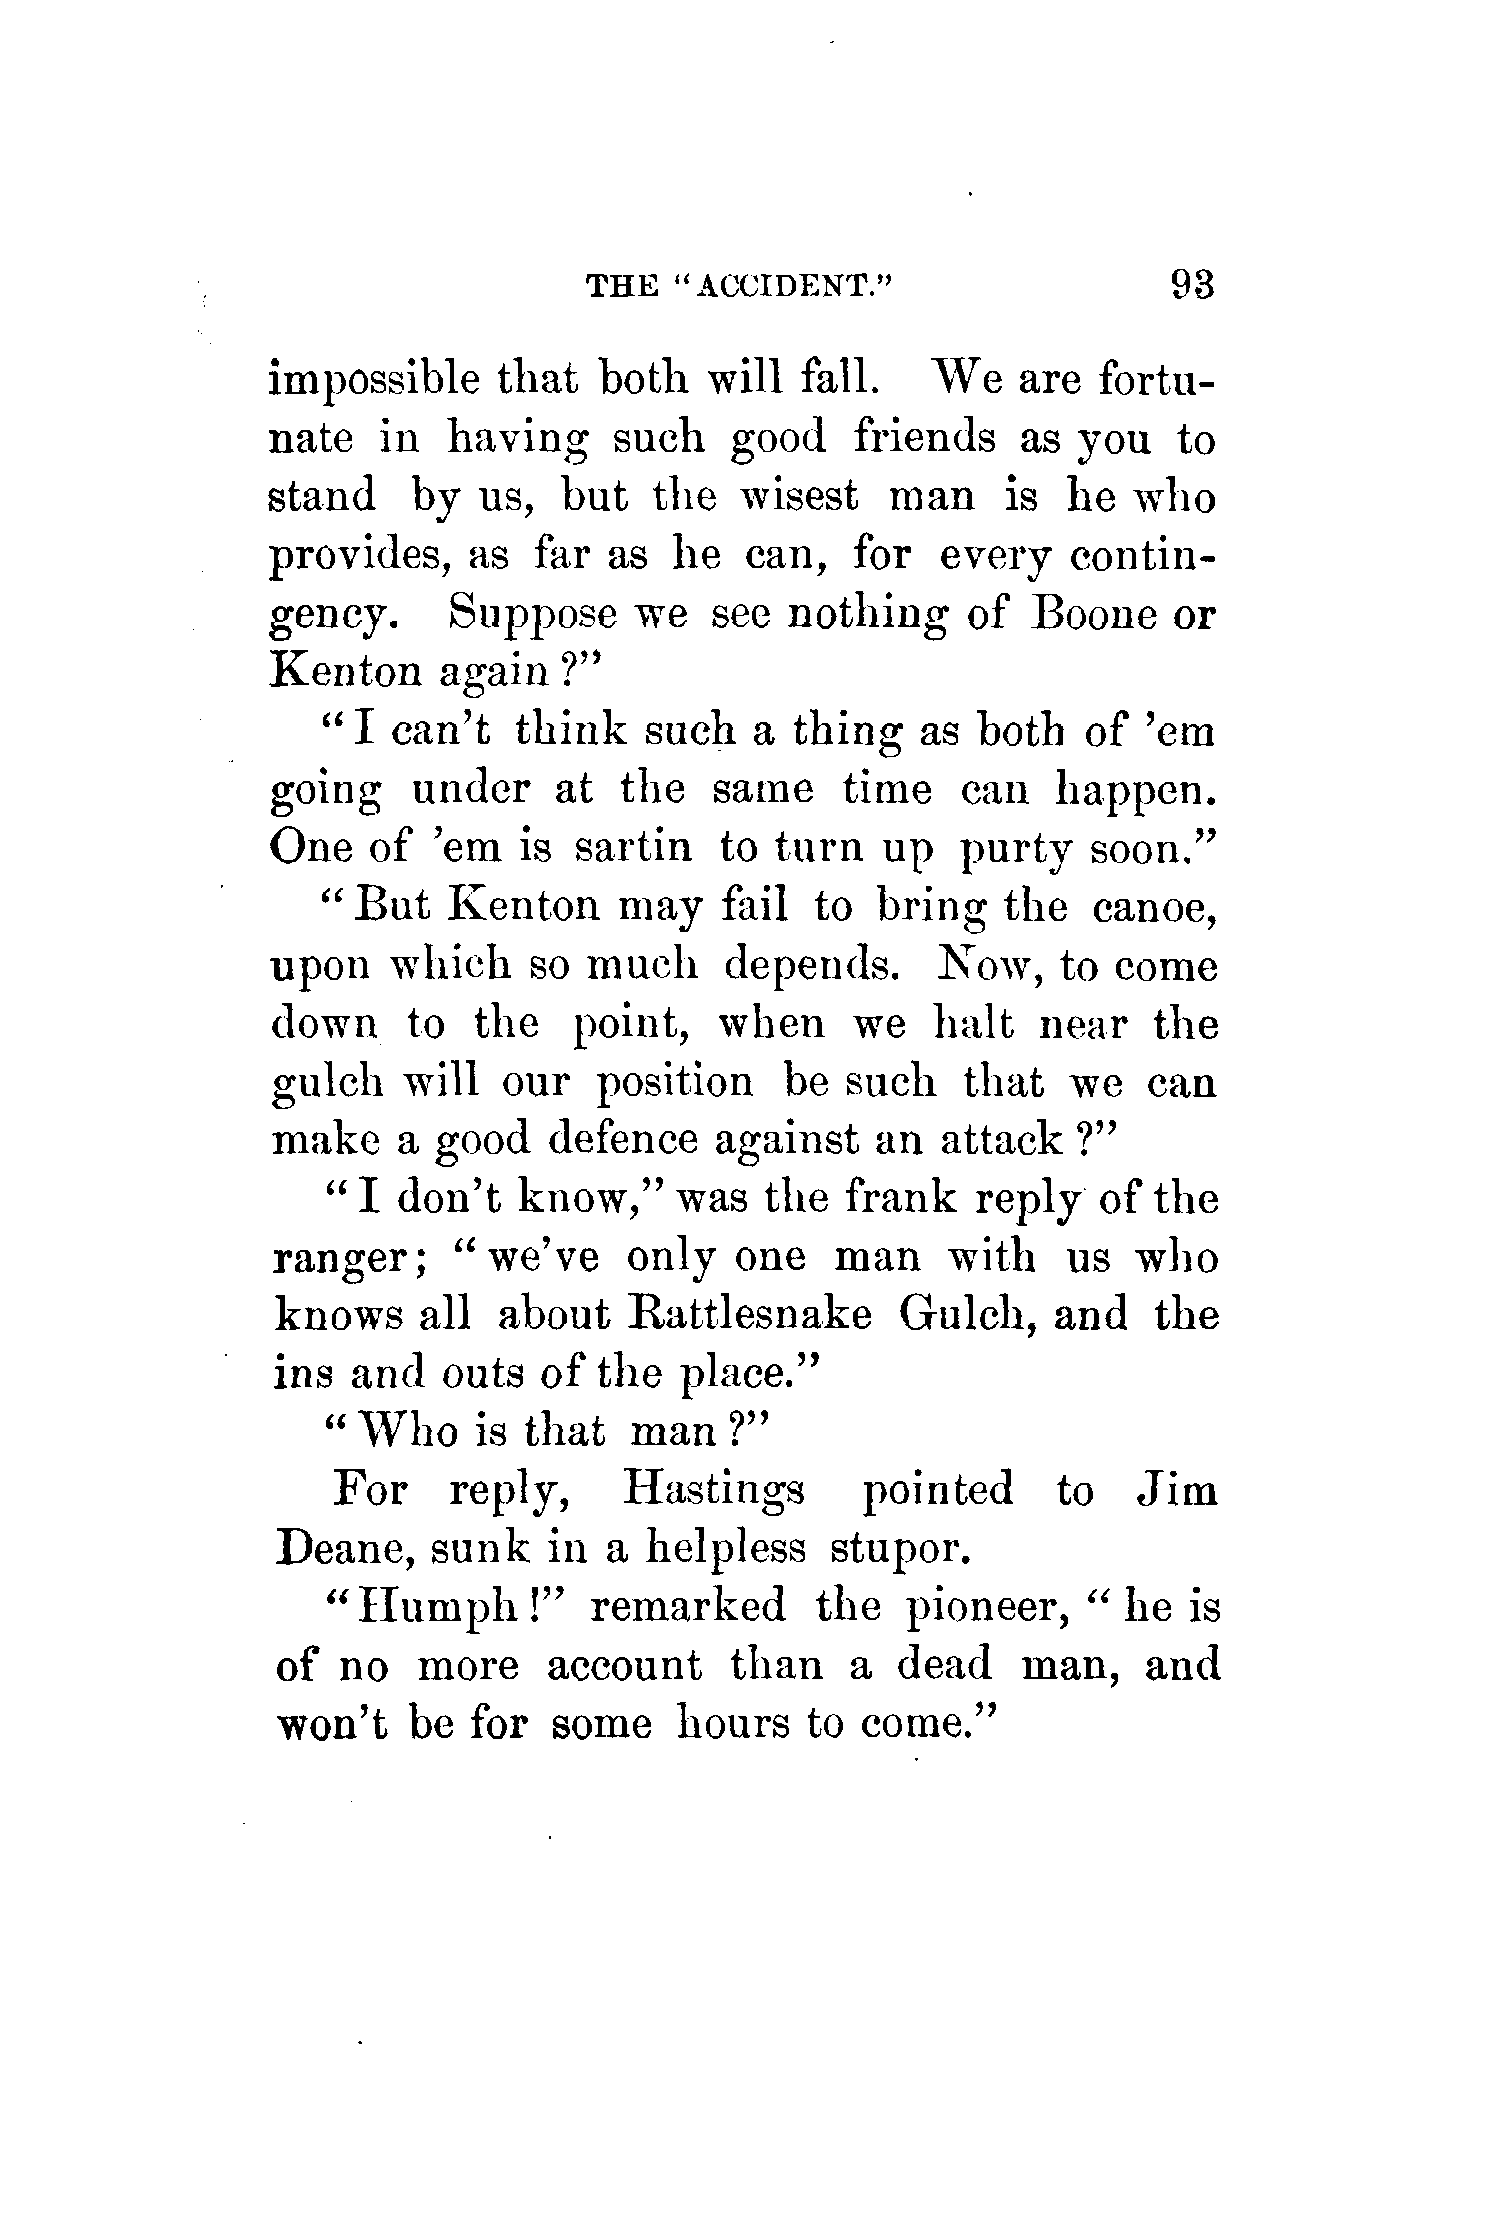 THE "ACCIDENT." 93
impossible that both will fall. We are fortu-
nate in having such good friends as you to
stand by us, but the wisest man is he who
provides, as far as he can, for every contin-
gency. Suppose we see nothing of Boone or
Kenton again ?"
"I can't think such a thing as both of 'em
going under at the same time can happen.
One of 'em is sartin to turn up purty soon."
"But Kenton may fail to bring the canoe,
upon which so much depends. Now, to come
down to the point, when we halt near the
gulch will our position be such that we can
make a good defence against an attack ?"
"I don't know," was the frank reply of the
ranger; "we've only one man with us who
knows all about Rattlesnake Gulch, and the
ins and outs of the place."
"Who is that man ?"
For reply, Hastings pointed to Jim
Deane, sunk in a helpless stupor.
"Humph !" remarked the pioneer, "he is
of no more account than a dead man, and
won't be for some hours to come."